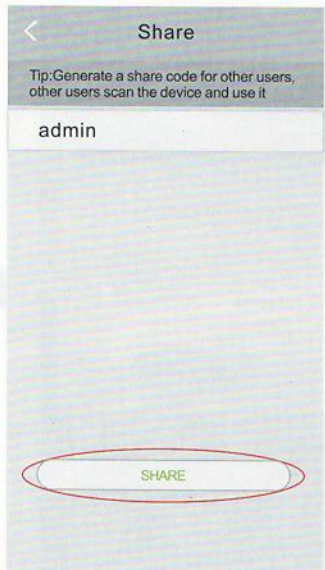 Share
Tip:Generate a share code for other users,
other users scan the device and use it
admin
SHARE